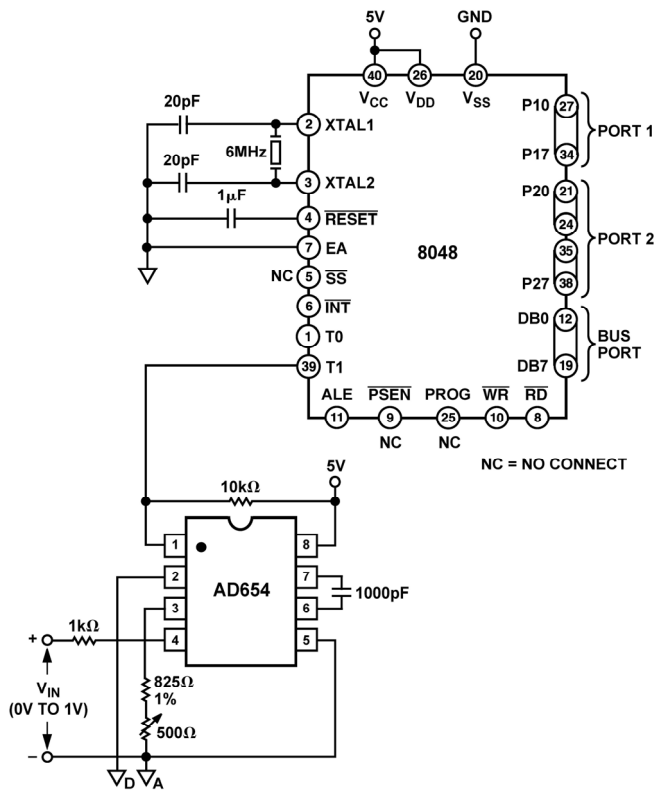 5V
GND
40
26
20
VCC
VDD
VSS
20pF
2
XTAL1
6MHz
20pF
3
XTAL2
1µF
4
RESET
7
EA
NC
5
SS
6
INT
1
T0
39
T1
8048
P10
27
PORT 1
P17
34
P20
21
24
PORT 2
35
P27
38
DB0
12
BUS
PORT
DB7
19
ALE
PSEN
PROG
WR
RD
11
9
25
10
8
NC
NC
NC = NO CONNECT
5V
10kΩ
1
8
2
7
AD654
1000pF
3
6
1kΩ
4
5
+
VIN
(0V TO 1V)
825Ω
1%
500Ω
–
D
A